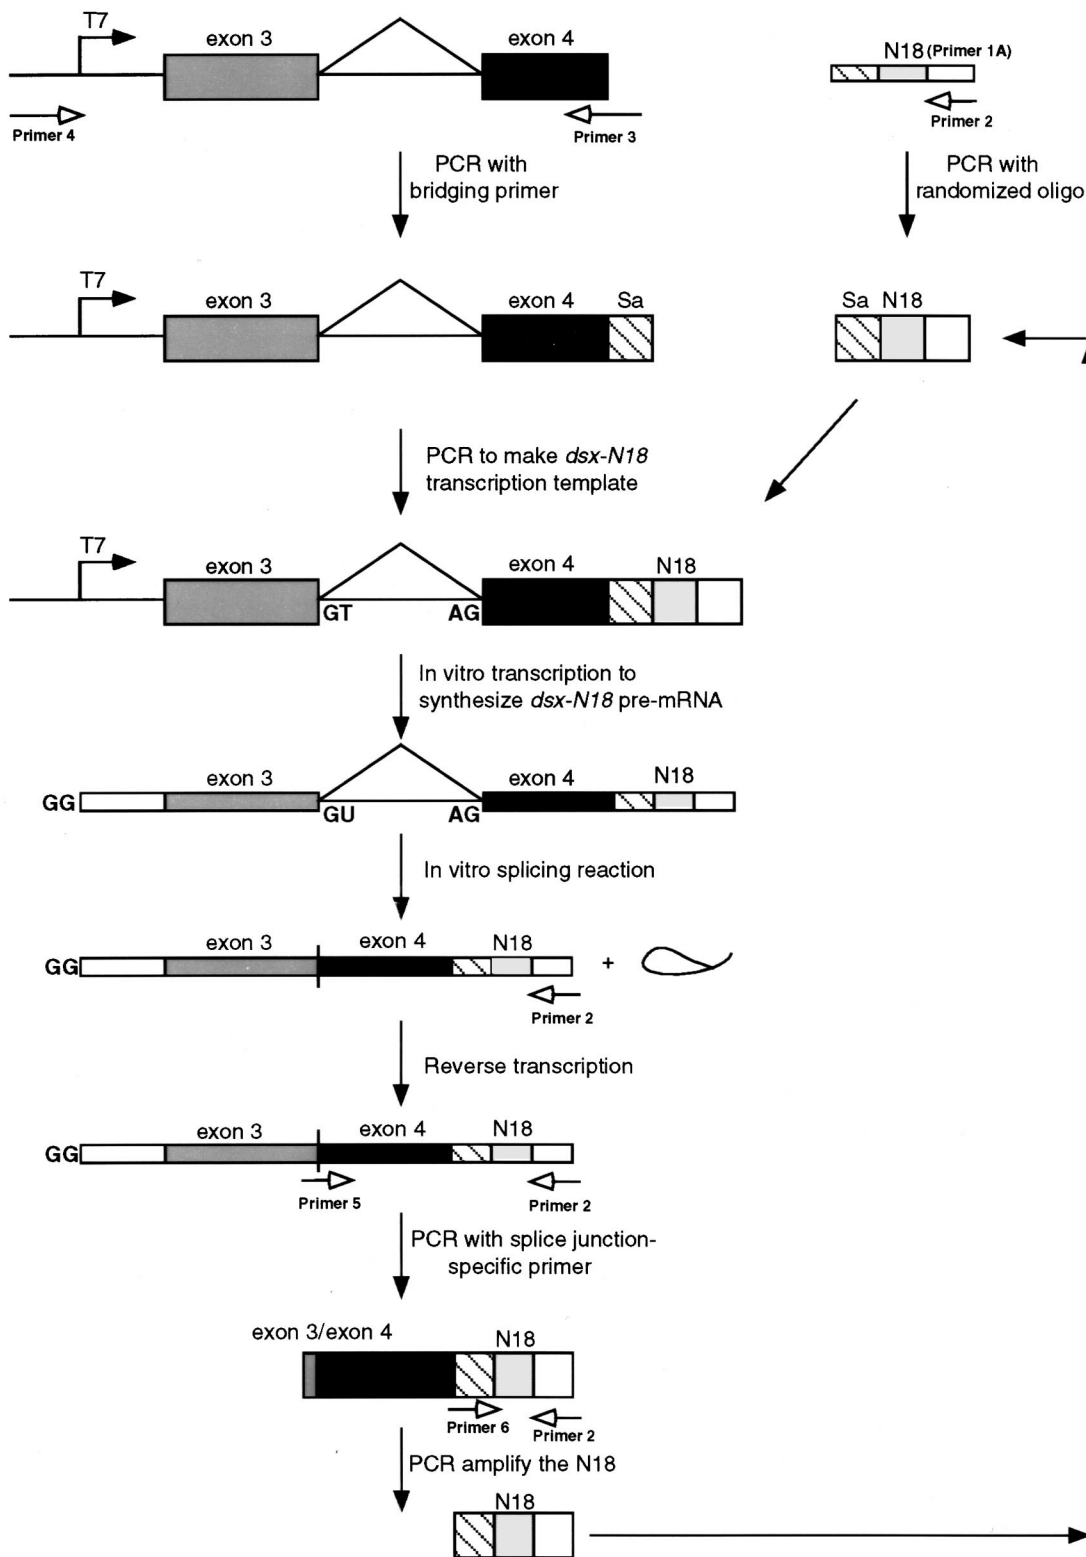 T7
exon 3
exon 4
N18 (Primer 1A)
Primer 4
Primer 3
Primer 2
PCR with
bridging primer
PCR with
randomized oligo
T7
exon 3
exon 4
Sa
Sa
N18
PCR to make dsx-N18
transcription template
T7
exon 3
exon 4
N18
GT
AG
In vitro transcription to
synthesize dsx-N18 pre-mRNA
exon 3
exon 4
N18
GG
GU
AG
In vitro splicing reaction
exon 3
exon 4
N18
GG
+
Primer 2
Reverse transcription
exon 3
exon 4
N18
GG
Primer 5
Primer 2
PCR with splice junction-
specific primer
exon 3/exon 4
N18
Primer 6
Primer 2
PCR amplify the N18
N18